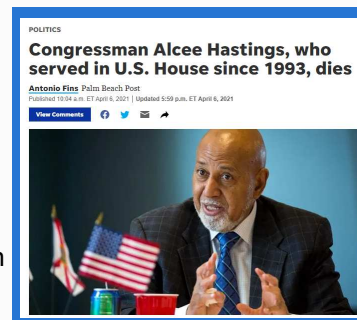 POLITICS
Congressman Alcee Hastings, who
served in U.S. House since 1993, dies
Antonio Fins Palm Beach Post
Published 10:04 a.m. ET April 6, 2021 | Updated 5:59 p.m. ET April 6, 2021
View Comments